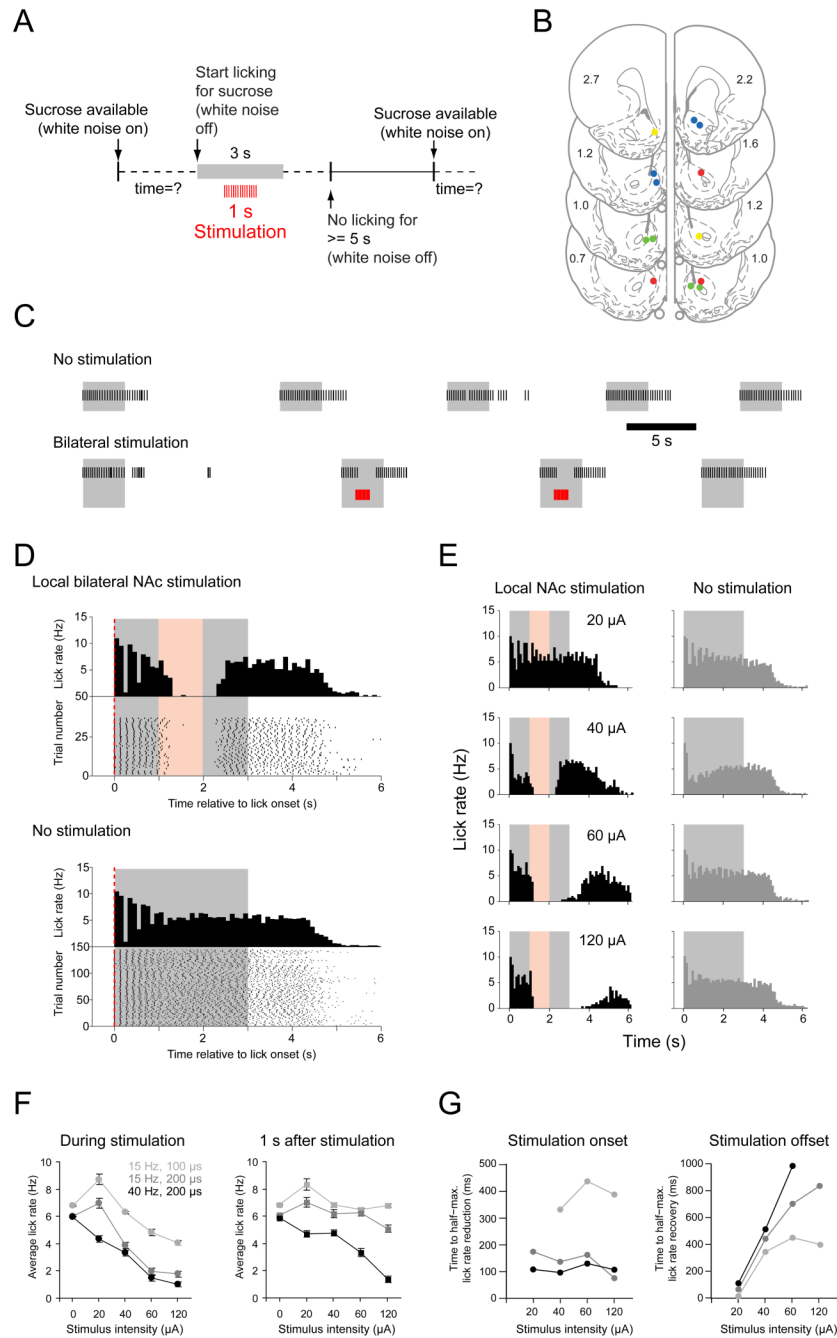 A
Sucrose available
(white noise on)
Start licking
for sucrose
(white noise
off)
3 s
time=?
1 s
Stimulation
No licking for
>= 5 s
(white noise off)
Sucrose available
(white noise on)
time=?
B
2.7
2.2
1.2
1.6
1.0
1.2
0.7
1.0
C
No stimulation
5 s
Bilateral stimulation
D
Local bilateral NAc stimulation
15
10
5
50
Lick rate (Hz)
25
0
Trial number
0 2 4 6
Time relative to lick onset (s)
No stimulation
15
10
5
0
Lick rate (Hz)
150
100
50
0
Trial number
0 2 4 6
Time relative to lick onset (s)
E
Local NAc stimulation
No stimulation
15
10
5
0
20 µA
15
10
5
0
40 µA
15
10
5
0
60 µA
15
10
5
0
120 µA
Lick rate (Hz)
0 2 4 6
0 2 4 6
Time (s)
F
During stimulation
15 Hz, 100 µs
15 Hz, 200 µs
40 Hz, 200 µs
10
8
6
4
2
0
Average lick rate (Hz)
0 20 40 60 120
Stimulus intensity (µA)
1 s after stimulation
10
8
6
4
2
0
Average lick rate (Hz)
0 20 40 60 120
Stimulus intensity (µA)
G
Stimulation onset
500
400
300
200
100
0
Time to half−max.
lick rate reduction (ms)
20 40 60 120
Stimulus intensity (µA)
Stimulation offset
1000
800
600
400
200
0
Time to half−max.
lick rate recovery (ms)
20 40 60 120
Stimulus intensity (µA)